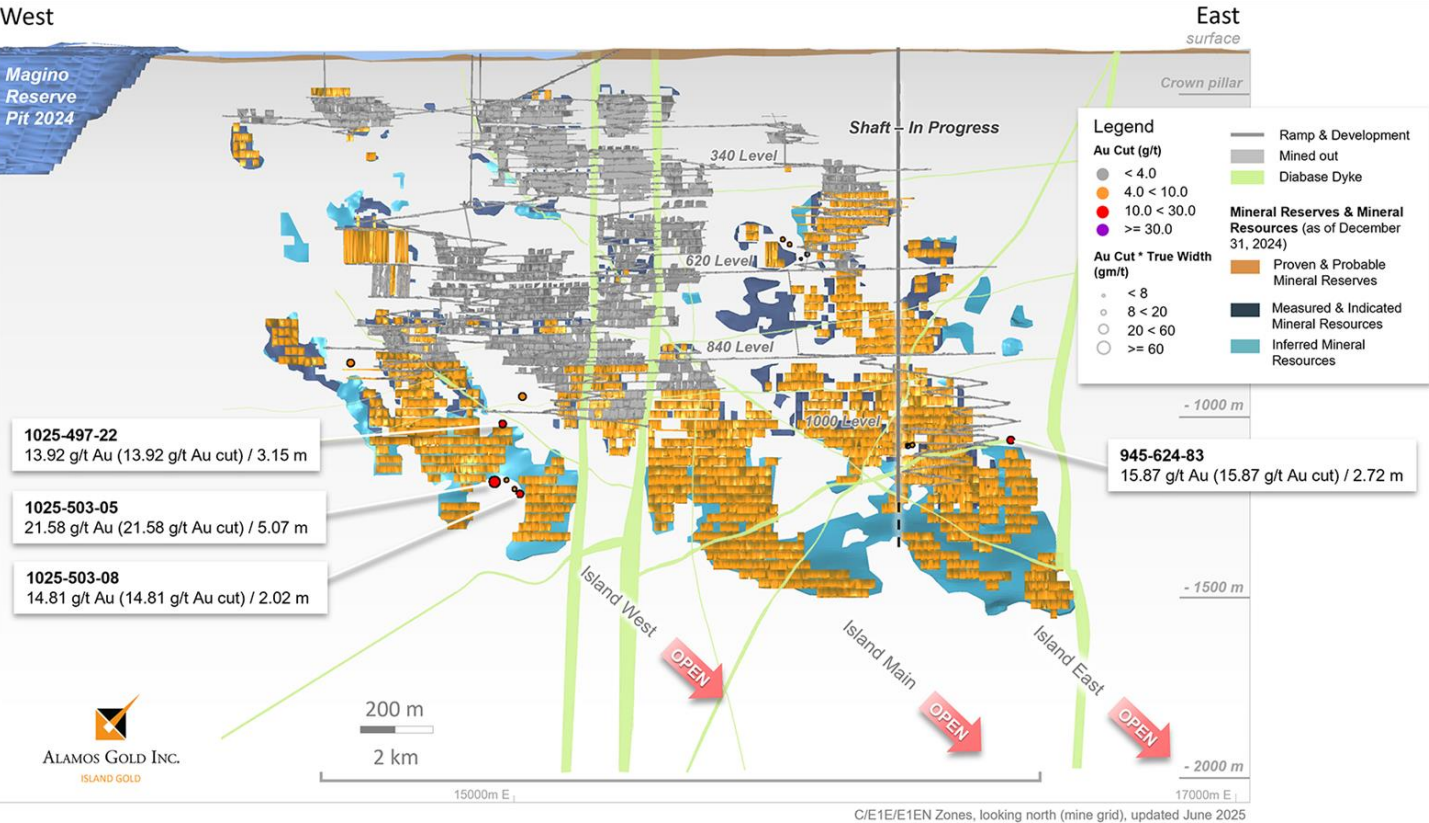 West
East
surface
Magino
Reserve
Pit 2024
Crown pillar
Shaft – In Progress
340 Level
620 Level
840 Level
1000 Level
Legend
Au Cut (g/t)
< 4.0
4.0 < 10.0
10.0 < 30.0
>= 30.0
Au Cut * True Width
(gm/t)
< 8
8 < 20
20 < 60
>= 60
Ramp & Development
Mined out
Diabase Dyke
Mineral Reserves & Mineral
Resources (as of December
31, 2024)
Proven & Probable
Mineral Reserves
Measured & Indicated
Mineral Resources
Inferred Mineral
Resources
- 1000 m
1025-497-22
13.92 g/t Au (13.92 g/t Au cut) / 3.15 m
945-624-83
15.87 g/t Au (15.87 g/t Au cut) / 2.72 m
1025-503-05
21.58 g/t Au (21.58 g/t Au cut) / 5.07 m
1025-503-08
14.81 g/t Au (14.81 g/t Au cut) / 2.02 m
- 1500 m
Island West
OPEN
Island Main
OPEN
Island East
OPEN
200 m
2 km
ALAMOS GOLD INC.
ISLAND GOLD
- 2000 m
15000m E
17000m E
C/E1E/E1EN Zones, looking north (mine grid), updated June 2025